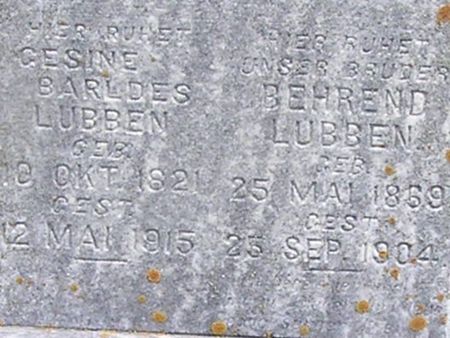 HIER RUHET
GESINE
BARLDES
LUBBEN
GEB.
10 OKT. 1821
GEST.
12 MAI 1915
HIER RUHET
UNSER BRUDER
BEHREND
LUBBEN
GEB.
25 MAI 1869
GEST.
25 SEP. 1904